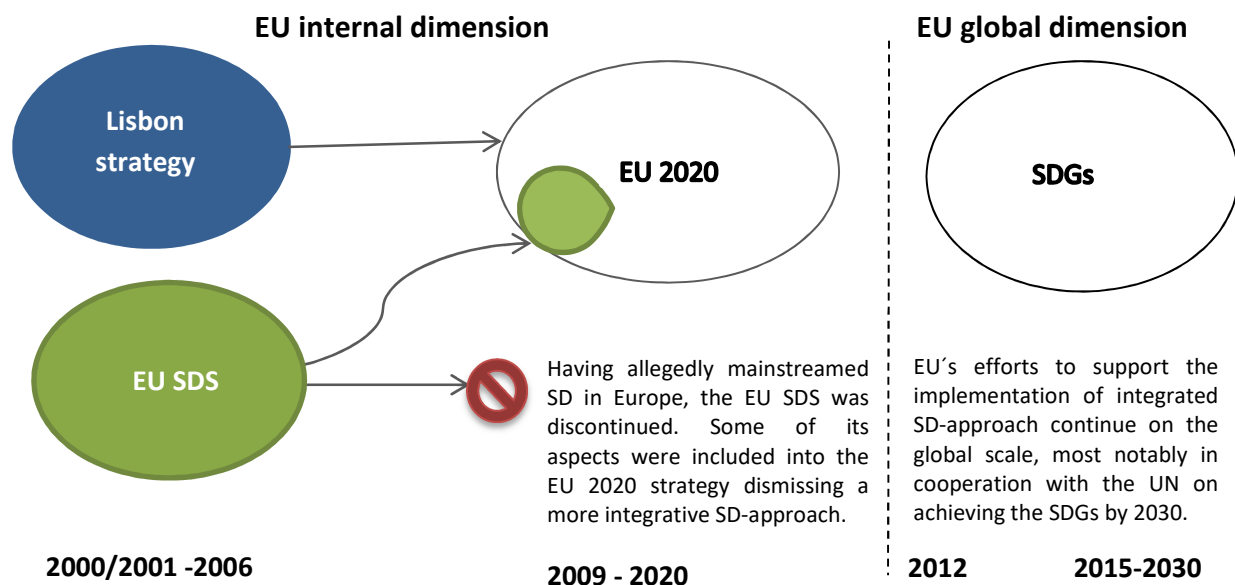 EU internal dimension
EU global dimension
Lisbon
strategy
EU 2020
SDGs
EU SDS
Having allegedly mainstreamed
SD in Europe, the EU SDS was
discontinued. Some of its
aspects were included into the
EU 2020 strategy dismissing a
more integrative SD-approach.
EU´s efforts to support the
implementation of integrated
SD-approach continue on the
global scale, most notably in
cooperation with the UN on
achieving the SDGs by 2030.
2000/2001 -2006
2009 - 2020
2012
2015-2030